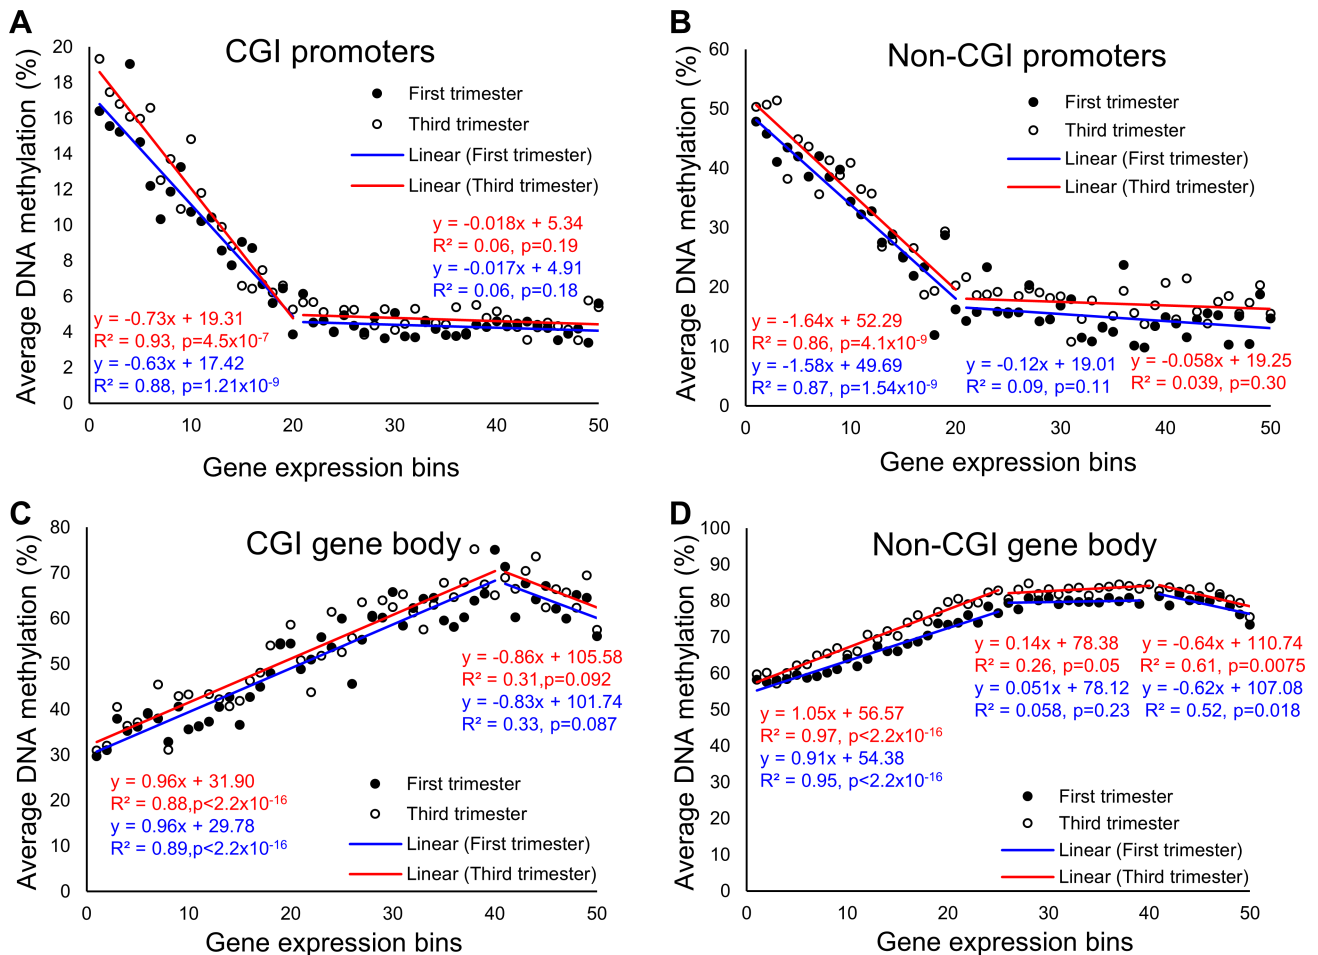 A
CGI promoters
Average DNA methylation (%)
20
18
16
14
12
10
8
6
4
2
0
First trimester
Third trimester
Linear (First trimester)
Linear (Third trimester)
y = -0.018x + 5.34
R² = 0.06, p=0.19
y = -0.017x + 4.91
R² = 0.06, p=0.18
y = -0.73x + 19.31
R² = 0.93, p=4.5x10⁻⁷
y = -0.63x + 17.42
R² = 0.88, p=1.21x10⁻⁹
0 10 20 30 40 50
Gene expression bins
B
Non-CGI promoters
Average DNA methylation (%)
60
50
40
30
20
10
0
First trimester
Third trimester
Linear (First trimester)
Linear (Third trimester)
y = -1.64x + 52.29
R² = 0.86, p=4.1x10⁻⁹
y = -1.58x + 49.69
R² = 0.87, p=1.54x10⁻⁹
y = -0.12x + 19.01
R² = 0.09, p=0.11
y = -0.058x + 19.25
R² = 0.039, p=0.30
0 10 20 30 40 50
Gene expression bins
C
CGI gene body
Average DNA methylation (%)
80
70
60
50
40
30
20
10
0
y = -0.86x + 105.58
R² = 0.31,p=0.092
y = -0.83x + 101.74
R² = 0.33, p=0.087
y = 0.96x + 31.90
R² = 0.88,p<2.2x10⁻¹⁶
y = 0.96x + 29.78
R² = 0.89,p<2.2x10⁻¹⁶
First trimester
Third trimester
Linear (First trimester)
Linear (Third trimester)
0 10 20 30 40 50
Gene expression bins
D
Non-CGI gene body
Average DNA methylation (%)
100
90
80
70
60
50
40
30
20
10
0
y = 0.14x + 78.38
R² = 0.26, p=0.05
y = 0.051x + 78.12
R² = 0.058, p=0.23
y = -0.64x + 110.74
R² = 0.61, p=0.0075
y = -0.62x + 107.08
R² = 0.52, p=0.018
y = 1.05x + 56.57
R² = 0.97, p<2.2x10⁻¹⁶
y = 0.91x + 54.38
R² = 0.95, p<2.2x10⁻¹⁶
First trimester
Third trimester
Linear (First trimester)
Linear (Third trimester)
0 10 20 30 40 50
Gene expression bins